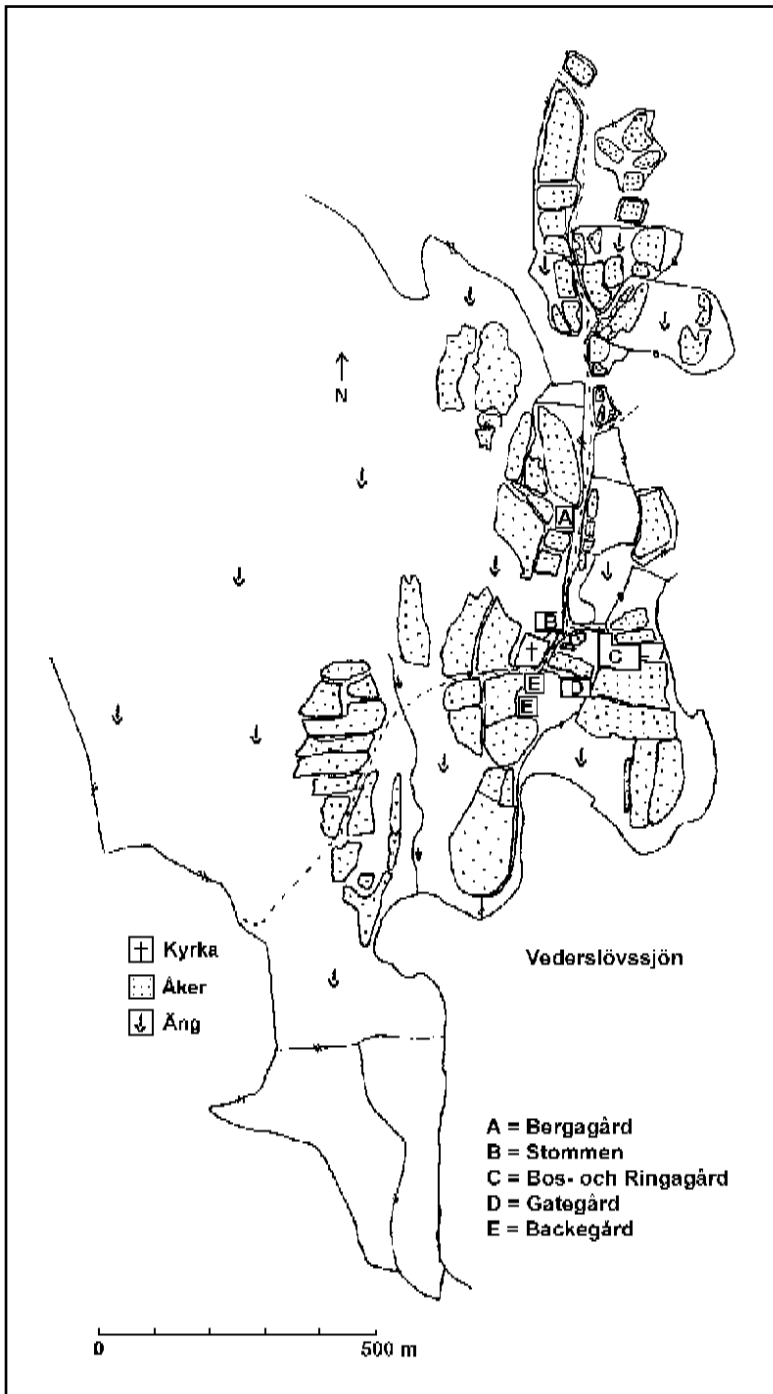 N
A
B
C
E
D
E
Vederslövssjön
Kyrka
Åker
Äng
A = Bergagård
B = Stommen
C = Bos- och Ringagård
D = Gategård
E = Backegård
0 500 m